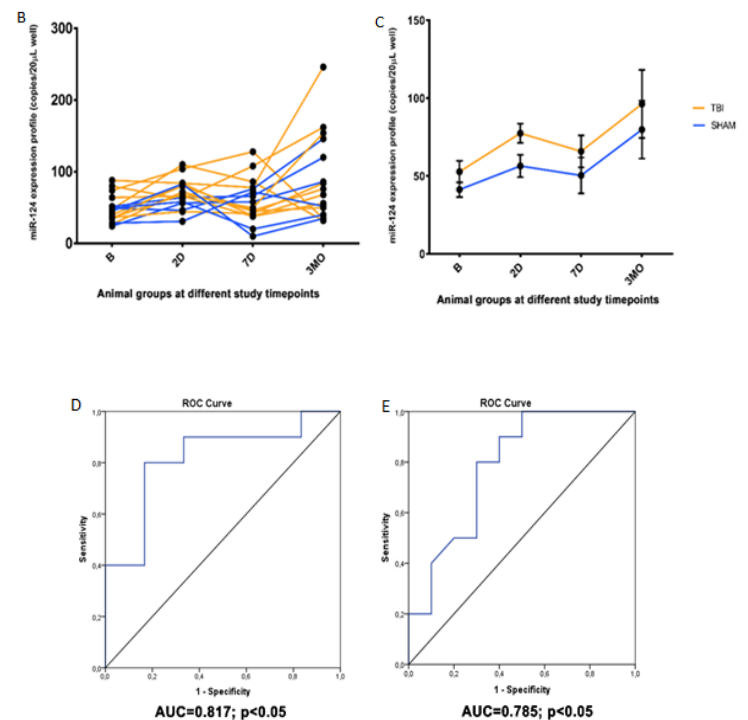 B
miR-124 expression profile (copies/20µL well)
300
200
100
0
B
2D
7D
3MO
Animal groups at different study timepoints
C
miR-124 expression profile (copies/20µL well)
150
100
50
0
B
2D
7D
3MO
Animal groups at different study timepoints
TBI
SHAM
D
ROC Curve
Sensitivity
1,0
0,8
0,6
0,4
0,2
0,0
0,0
0,2
0,4
0,6
0,8
1,0
1 - Specificity
AUC=0.817; p<0.05
E
ROC Curve
Sensitivity
1,0
0,8
0,6
0,4
0,2
0,0
0,0
0,2
0,4
0,6
0,8
1,0
1 - Specificity
AUC=0.785; p<0.05